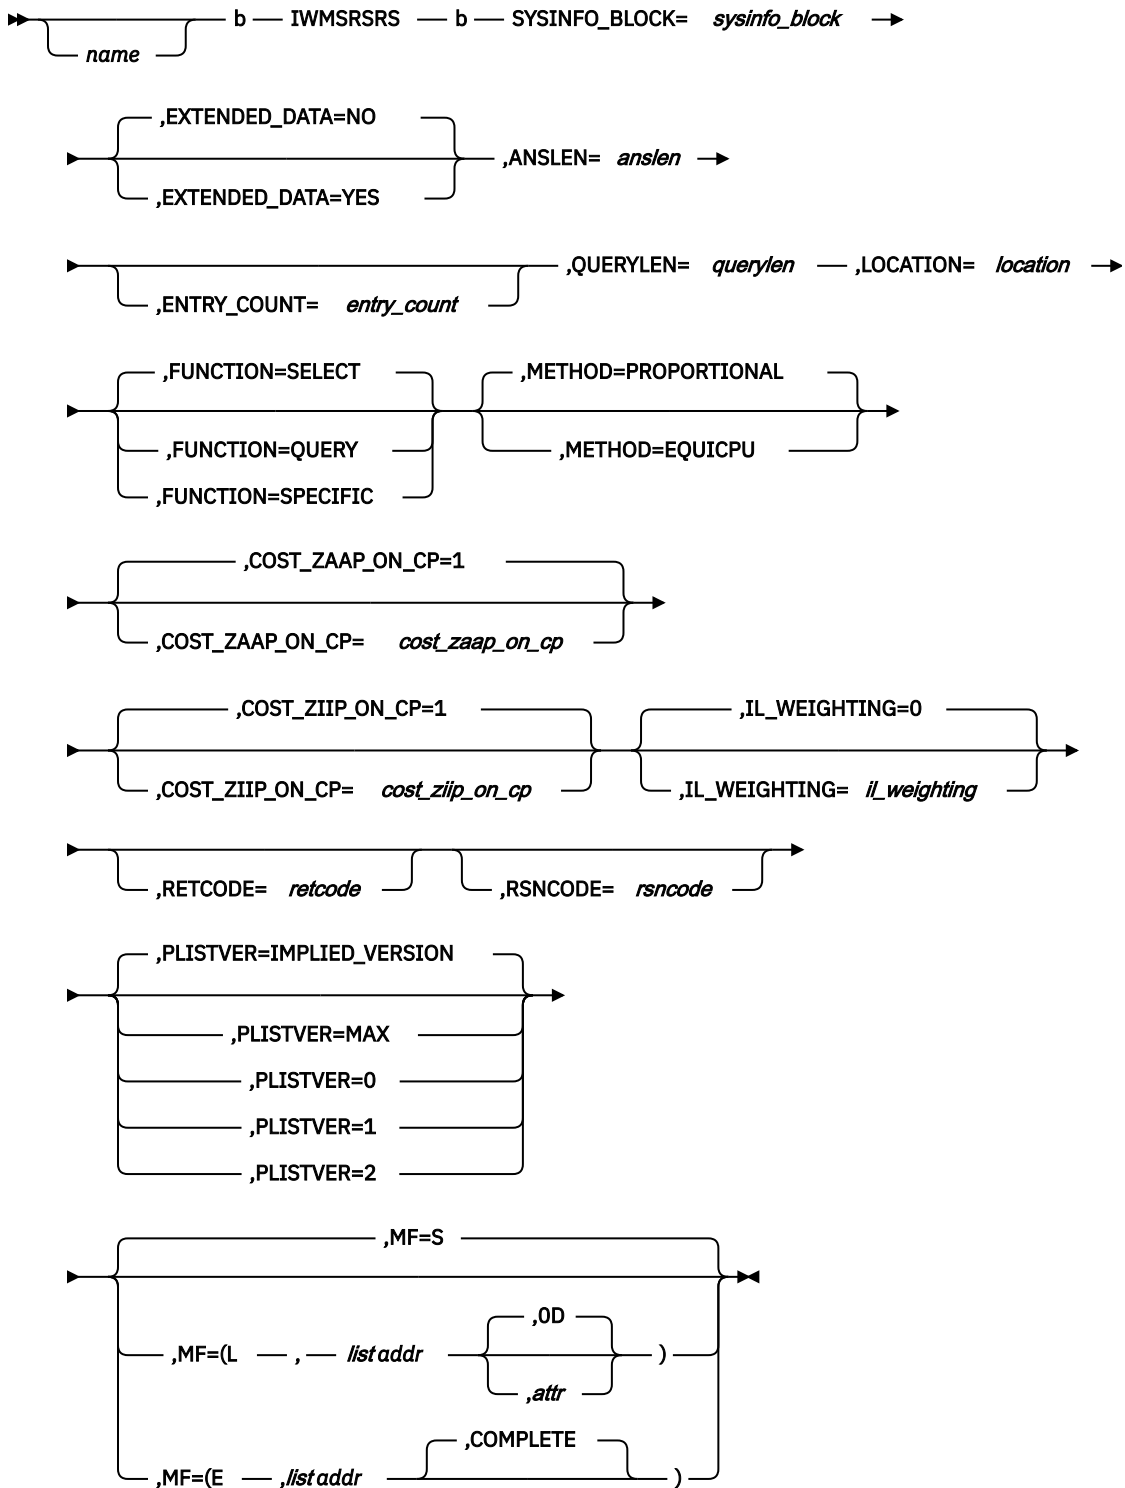 b IWMSRSRS b SYSINFO_BLOCK= sysinfo_block
name
,EXTENDED_DATA=NO
,ANSLEN= anslen
,EXTENDED_DATA=YES
,QUERYLEN= querylen ,LOCATION= location
,ENTRY_COUNT= entry_count
,FUNCTION=SELECT ,METHOD=PROPORTIONAL
,FUNCTION=QUERY ,METHOD=EQUICPU
,FUNCTION=SPECIFIC
,COST_ZAAP_ON_CP=1
,COST_ZAAP_ON_CP= cost_zaap_on_cp
,COST_ZIIP_ON_CP=1 ,IL_WEIGHTING=0
,COST_ZIIP_ON_CP= cost_ziip_on_cp ,IL_WEIGHTING= il_weighting
,RETCODE= retcode ,RSNCODE= rsncode
,PLISTVER=IMPLIED_VERSION
,PLISTVER=MAX
,PLISTVER=0
,PLISTVER=1
,PLISTVER=2
,MF=S
,0D
,MF=(L , list addr )
,attr
,COMPLETE
,MF=(E ,list addr )